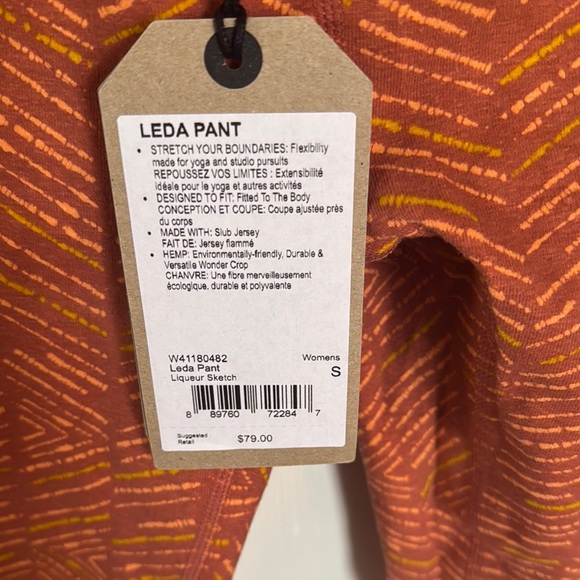 LEDA PANT
• STRETCH YOUR BOUNDARIES: Flexibility
made for yoga and studio pursuits
REPOUSSEZ VOS LIMITES : Extensibilité
idéale pour le yoga et autres activités
• DESIGNED TO FIT: Fitted To The Body
CONCEPTION ET COUPE: Coupe ajustée près
du corps
• MADE WITH: Slub Jersey
FAIT DE: Jersey flammé
• HEMP: Environmentally-friendly, Durable &
Versatile Wonder Crop
CHANVRE: Une fibre merveilleusement
écologique, durable et polyvalente
W41180482 Womens
Leda Pant S
Liqueur Sketch
8 89760 72284 7
Suggested
Retail $79.00